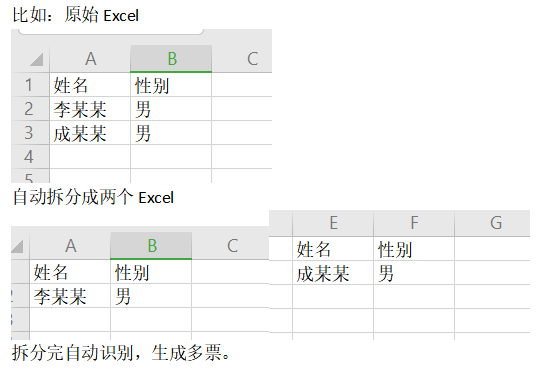 比如：原始 Excel
A B C
1 姓名 性别
2 李某某 男
3 成某某 男
4
5
自动拆分成两个 Excel
A B C
姓名 性别
李某某 男
E F G
姓名 性别
成某某 男
拆分完自动识别，生成多票。